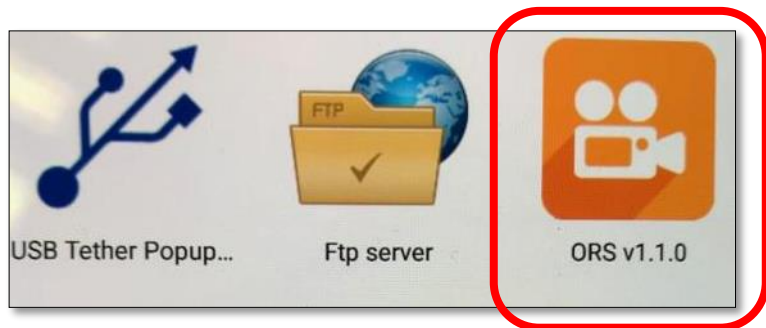 FTP
USB Tether Popup...
Ftp server
ORS v1.1.0